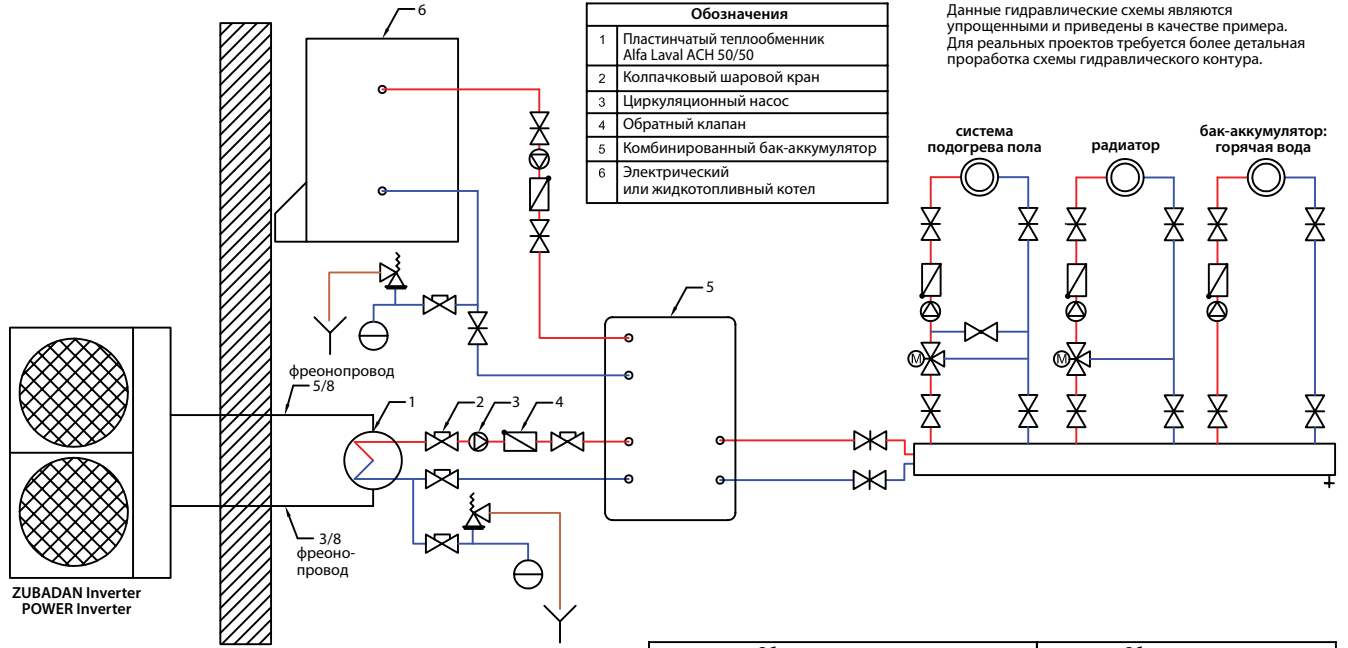 6
Обозначения
1 Пластинчатый теплообменник
Alfa Laval ACH 50/50
2 Колпачковый шаровой кран
3 Циркуляционный насос
4 Обратный клапан
5 Комбинированный бак-аккумулятор
6 Электрический
или жидкотопливный котел
Данные гидравлические схемы являются
упрощенными и приведены в качестве примера.
Для реальных проектов требуется более детальная
проработка схемы гидравлического контура.
система
подогрева пола
радиатор
бак-аккумулятор:
горячая вода
5
M
M
фреонопровод
5/8
1
2
3
4
3/8
фреоно-
провод
ZUBADAN Inverter
POWER Inverter